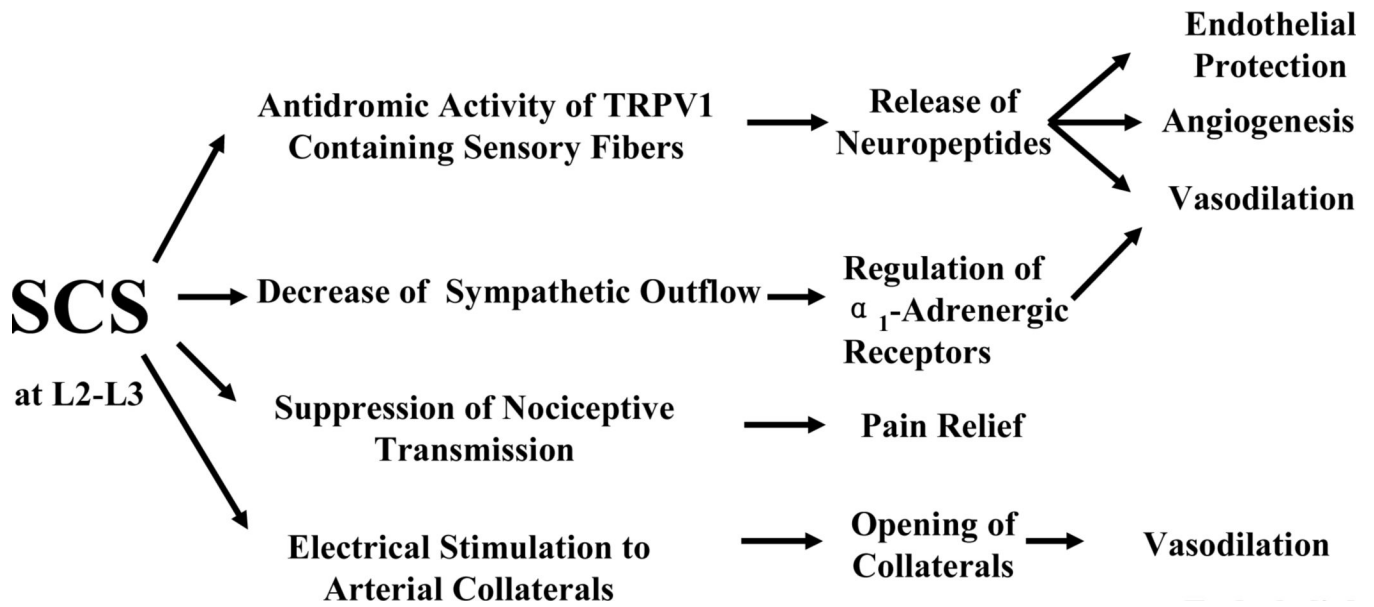 Endothelial
Protection
Antidromic Activity of TRPV1
Containing Sensory Fibers
Release of
Neuropeptides
Angiogenesis
Vasodilation
SCS
at L2-L3
Decrease of Sympathetic Outflow
Regulation of
α1-Adrenergic
Receptors
Suppression of Nociceptive
Transmission
Pain Relief
Electrical Stimulation to
Arterial Collaterals
Opening of
Collaterals
Vasodilation